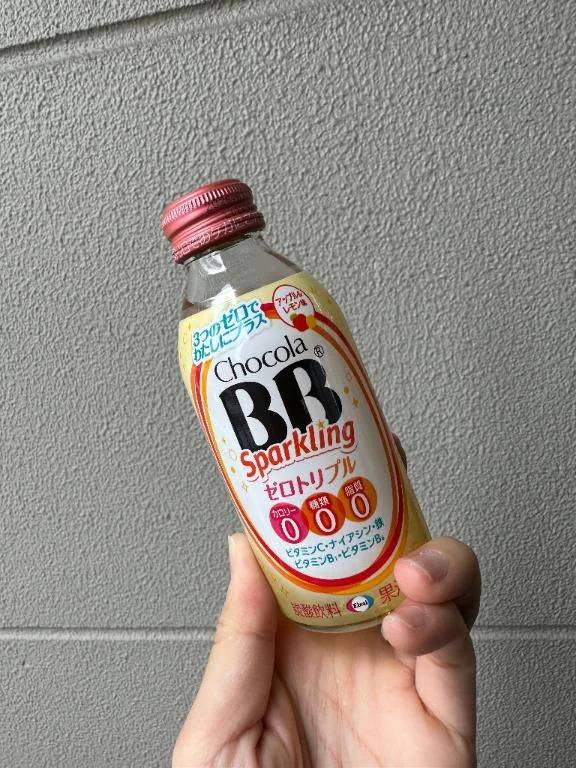 3つのゼロで
わたしにプラス
アップル&
レモン味
Chocola®
BB
Sparkling
ゼロトリプル
カロリー 糖類 脂質
0 0 0
ビタミンC・ナイアシン・鉄
ビタミンB₁・ビタミンB₆
炭酸飲料 Eisai 果汁